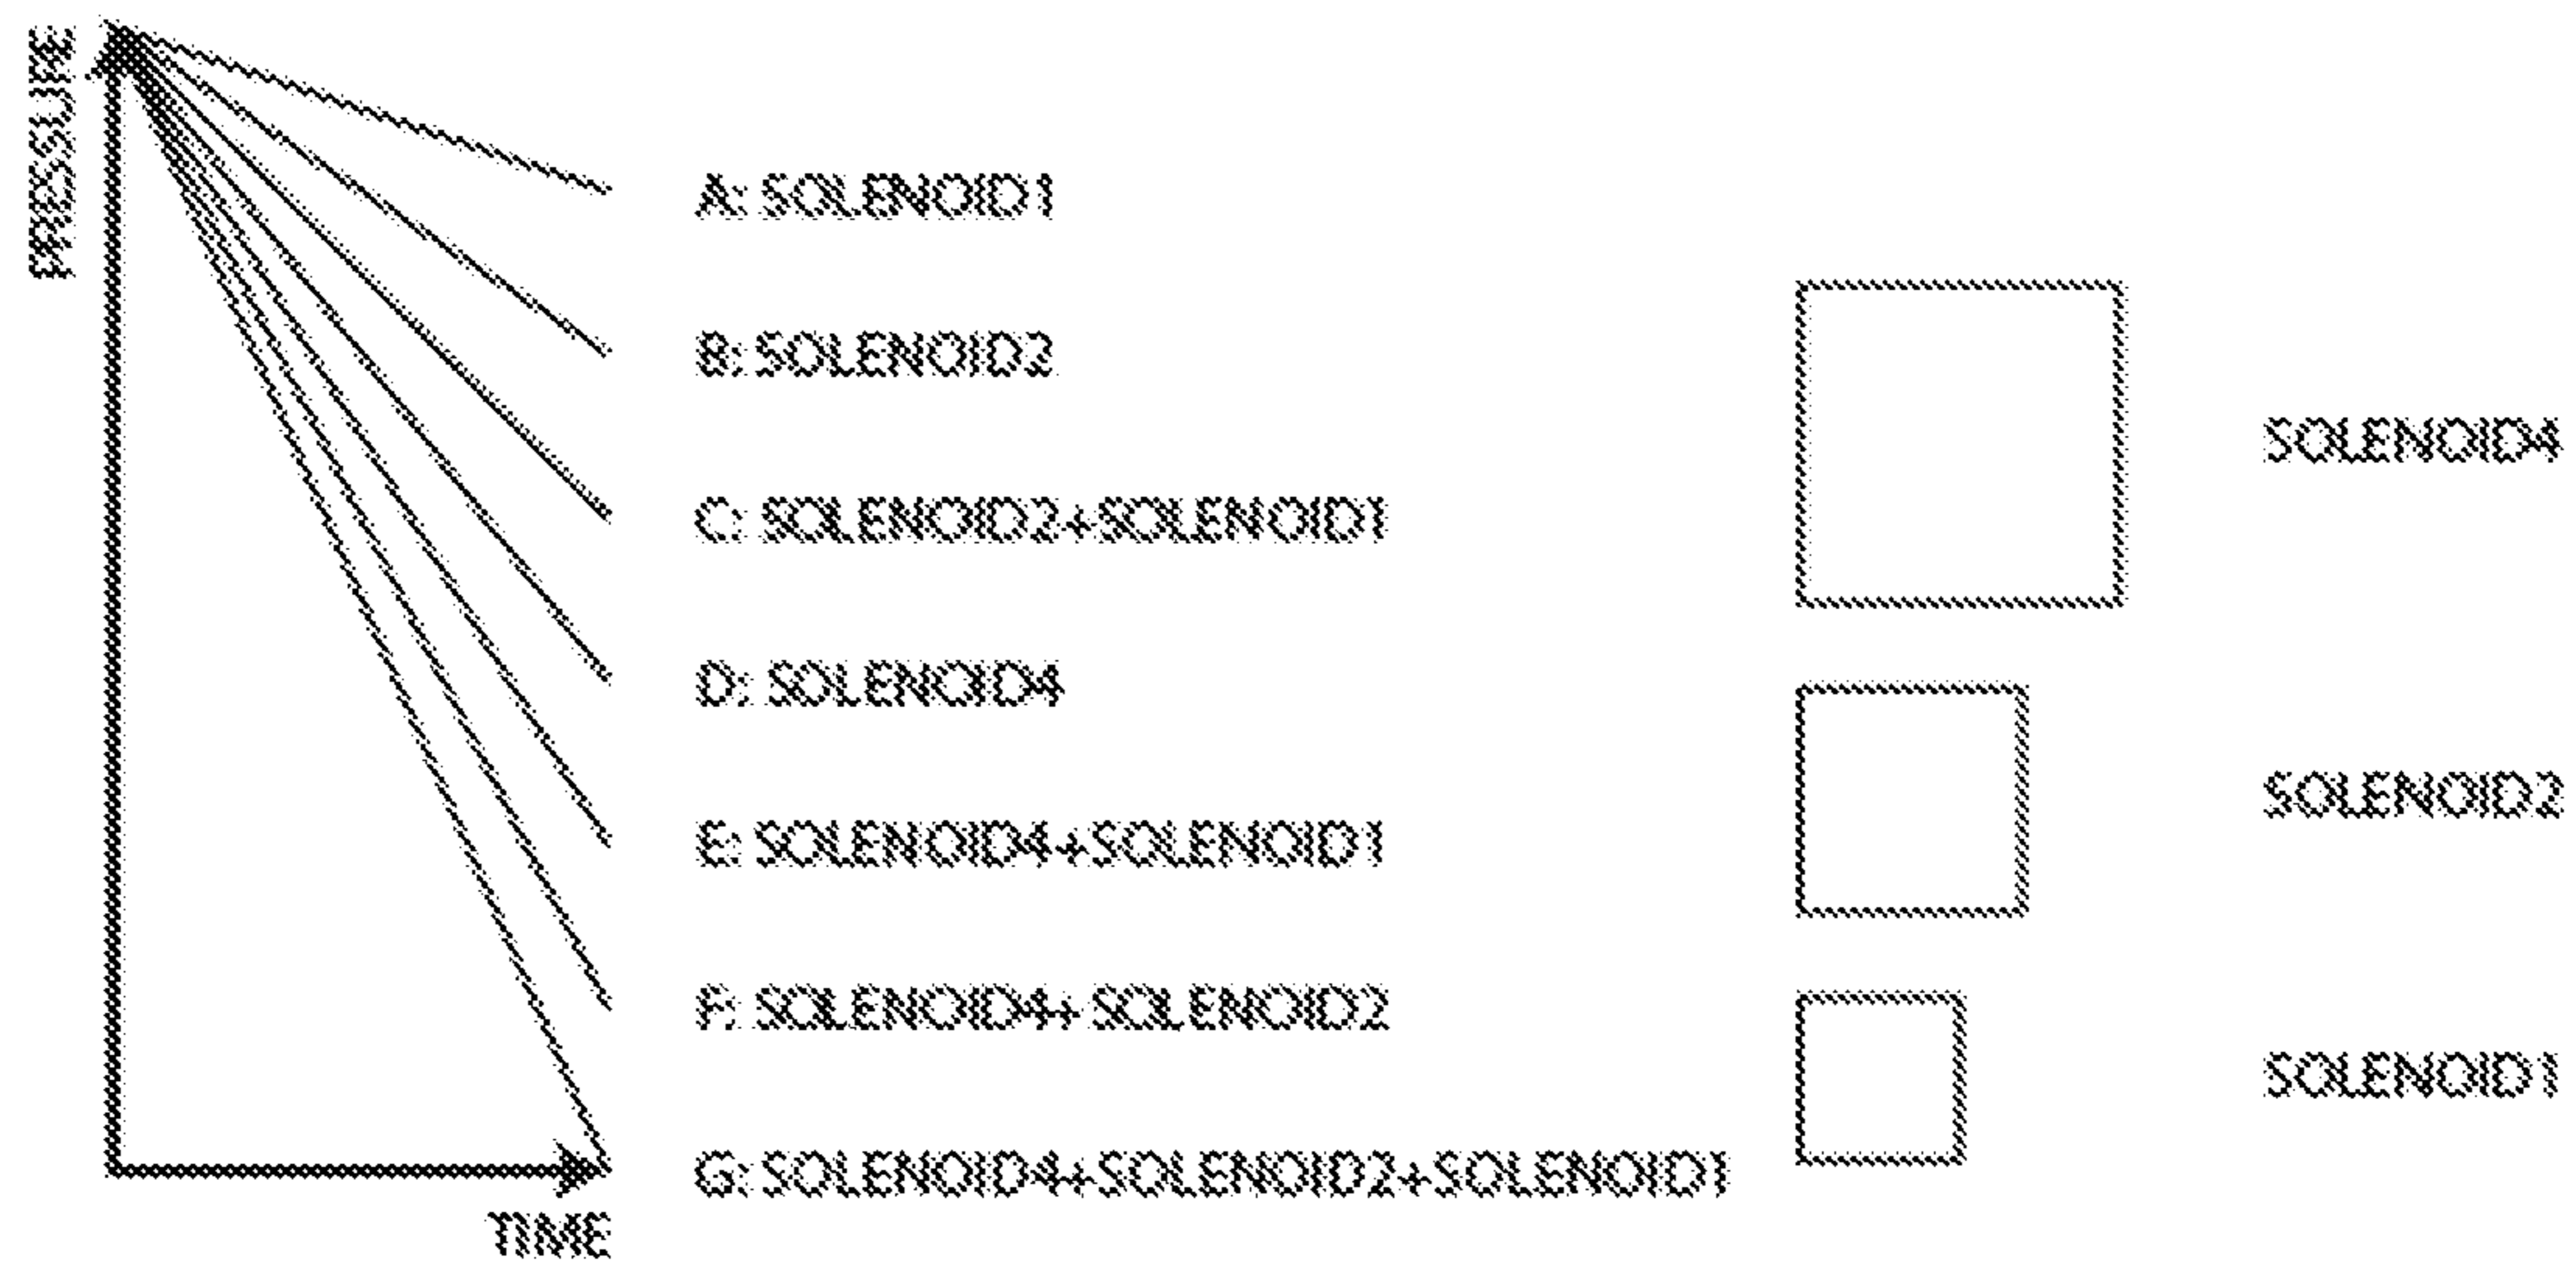 PRESSURE
A: SOLENOID1
B: SOLENOID2
C: SOLENOID2+SOLENOID1
D: SOLENOID4
E: SOLENOID4+SOLENOID1
F: SOLENOID4+SOLENOID2
G: SOLENOID4+SOLENOID2+SOLENOID1
TIME
SOLENOID4
SOLENOID2
SOLENOID1